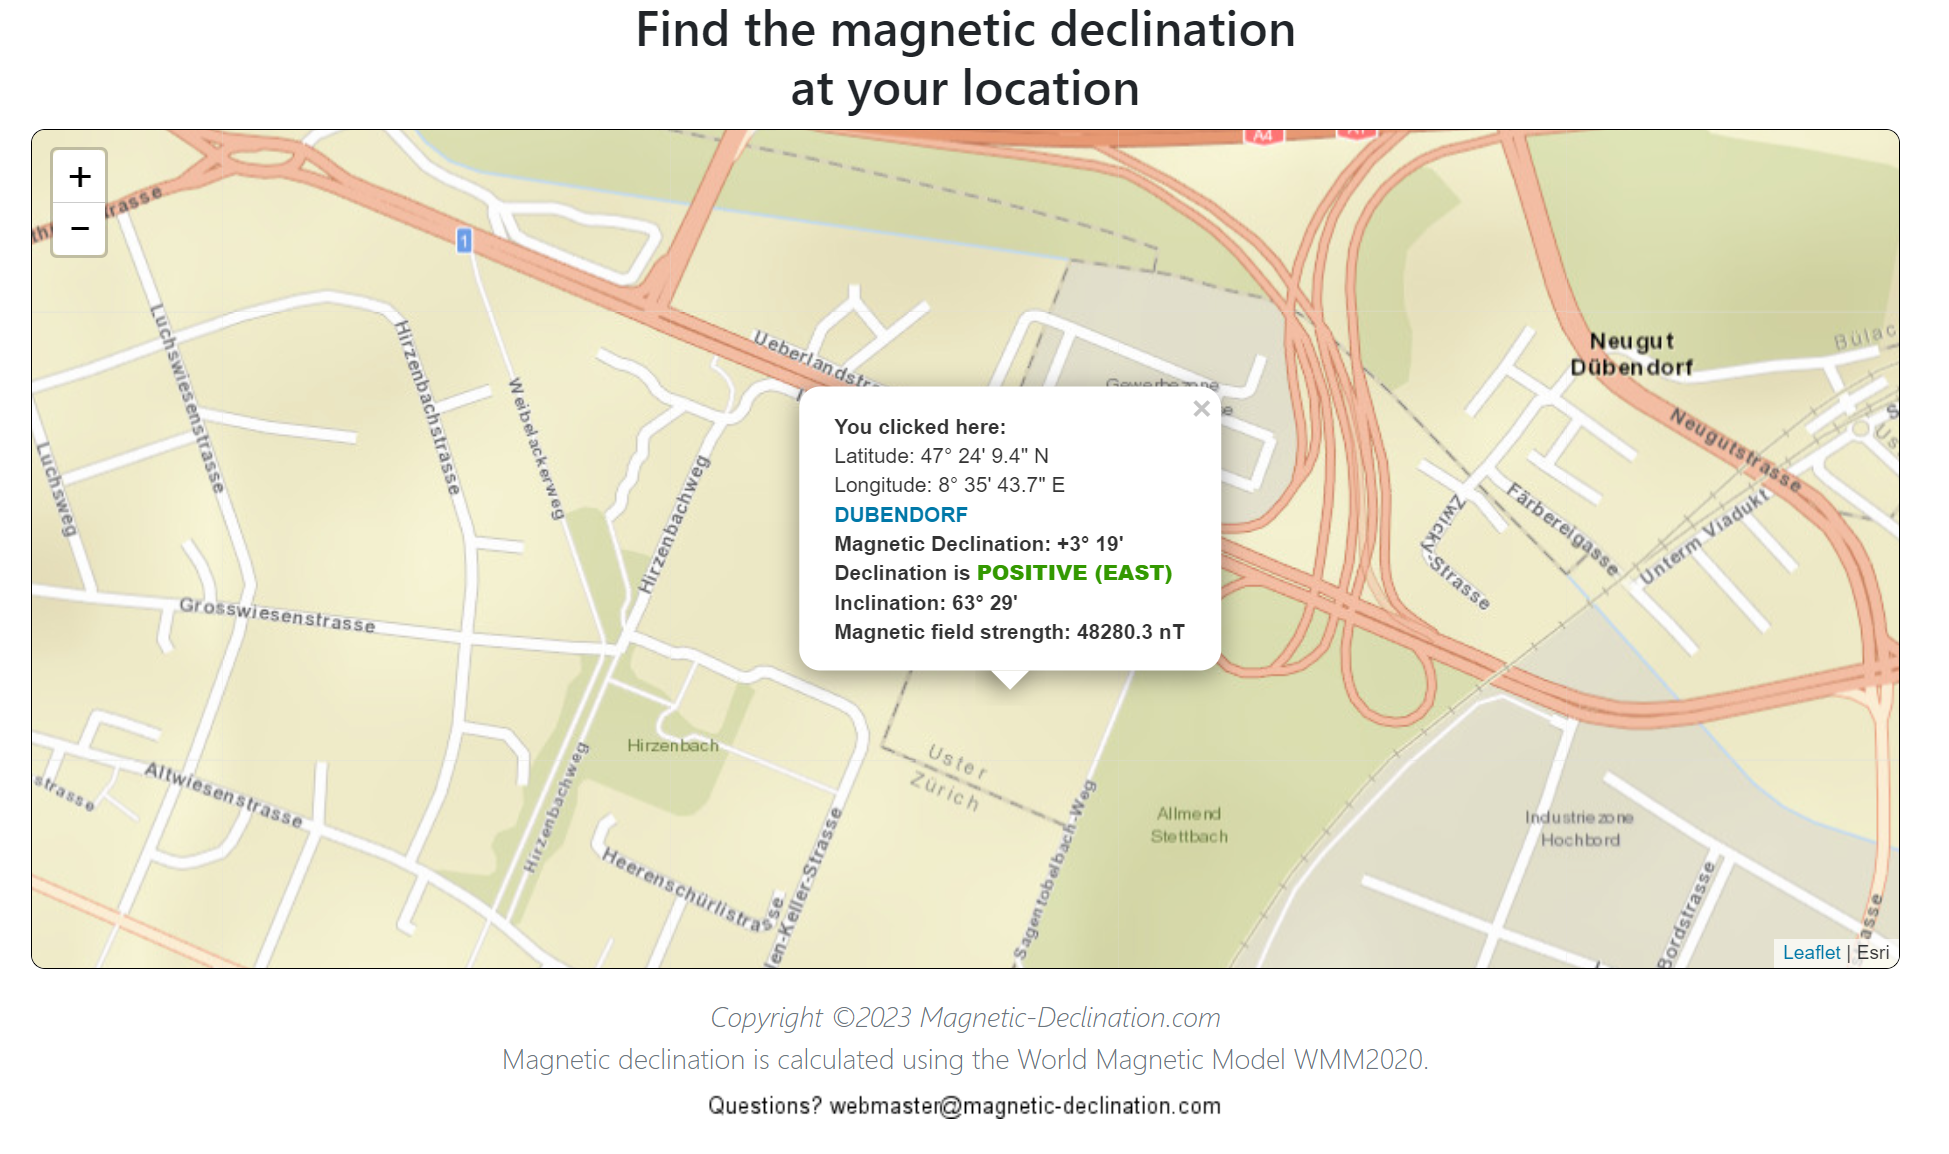 Find the magnetic declination
at your location
+
−
A4
1
Luchswiesenstrasse
Hirzenbachstrasse
Weibelackerweg
Luchsweg
Hirzenbachweg
Grosswiesenstrasse
Neugut
Dübendorf
Neugutstrasse
Färbereigasse
Zwicky-Strasse
Unterm Viadukt
Gewerbezone
You clicked here:
Latitude: 47° 24' 9.4" N
Longitude: 8° 35' 43.7" E
DUBENDORF
Magnetic Declination: +3° 19'
Declination is POSITIVE (EAST)
Inclination: 63° 29'
Magnetic field strength: 48280.3 nT
×
Hirzenbach
Hirzenbachweg
Altwiesenstrasse
strasse
Heerenschürlistrasse
len-Keller-Strasse
Uster
Zürich
Sagentobelbach-Weg
Allmend
Stettbach
Industriezone
Hochbord
Bordstrasse
asse
Leaflet | Esri
Copyright ©2023 Magnetic-Declination.com
Magnetic declination is calculated using the World Magnetic Model WMM2020.
Questions? webmaster@magnetic-declination.com